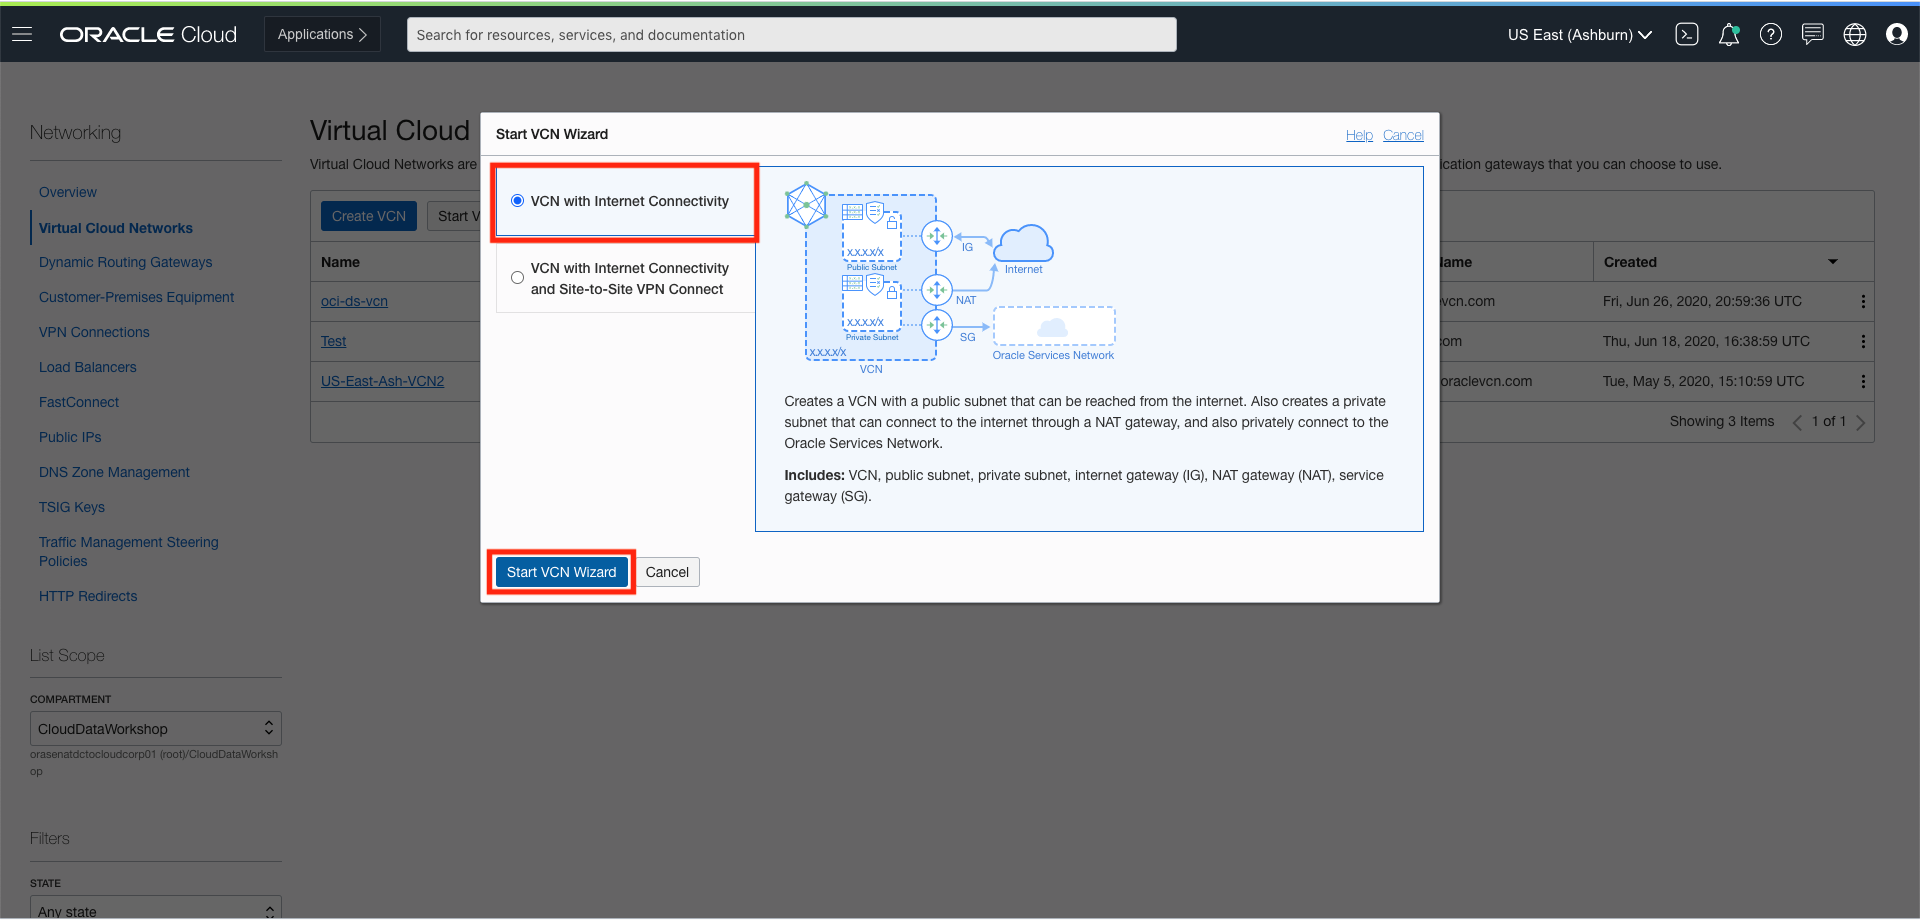 ORACLE Cloud
Applications
Search for resources, services, and documentation
US East (Ashburn)
Networking
Overview
Virtual Cloud Networks
Dynamic Routing Gateways
Customer-Premises Equipment
VPN Connections
Load Balancers
FastConnect
Public IPs
DNS Zone Management
TSIG Keys
Traffic Management Steering
Policies
HTTP Redirects
List Scope
COMPARTMENT
CloudDataWorkshop
orasenatdctocloudcorp01 (root)/CloudDataWorksh
op
Filters
STATE
Any state
Virtual Cloud
Virtual Cloud Networks are
ication gateways that you can choose to use.
Create VCN
Start V
Name
Name
Created
oci-ds-vcn
evcn.com
Fri, Jun 26, 2020, 20:59:36 UTC
Test
com
Thu, Jun 18, 2020, 16:38:59 UTC
US-East-Ash-VCN2
oraclevcn.com
Tue, May 5, 2020, 15:10:59 UTC
Showing 3 Items
1 of 1
Start VCN Wizard
Help
Cancel
VCN with Internet Connectivity
VCN with Internet Connectivity
and Site-to-Site VPN Connect
X.X.X.X/X
Public Subnet
IG
Internet
NAT
X.X.X.X/X
Private Subnet
SG
X.X.X.X/X
Oracle Services Network
VCN
Creates a VCN with a public subnet that can be reached from the internet. Also creates a private
subnet that can connect to the internet through a NAT gateway, and also privately connect to the
Oracle Services Network.
Includes: VCN, public subnet, private subnet, internet gateway (IG), NAT gateway (NAT), service
gateway (SG).
Start VCN Wizard
Cancel